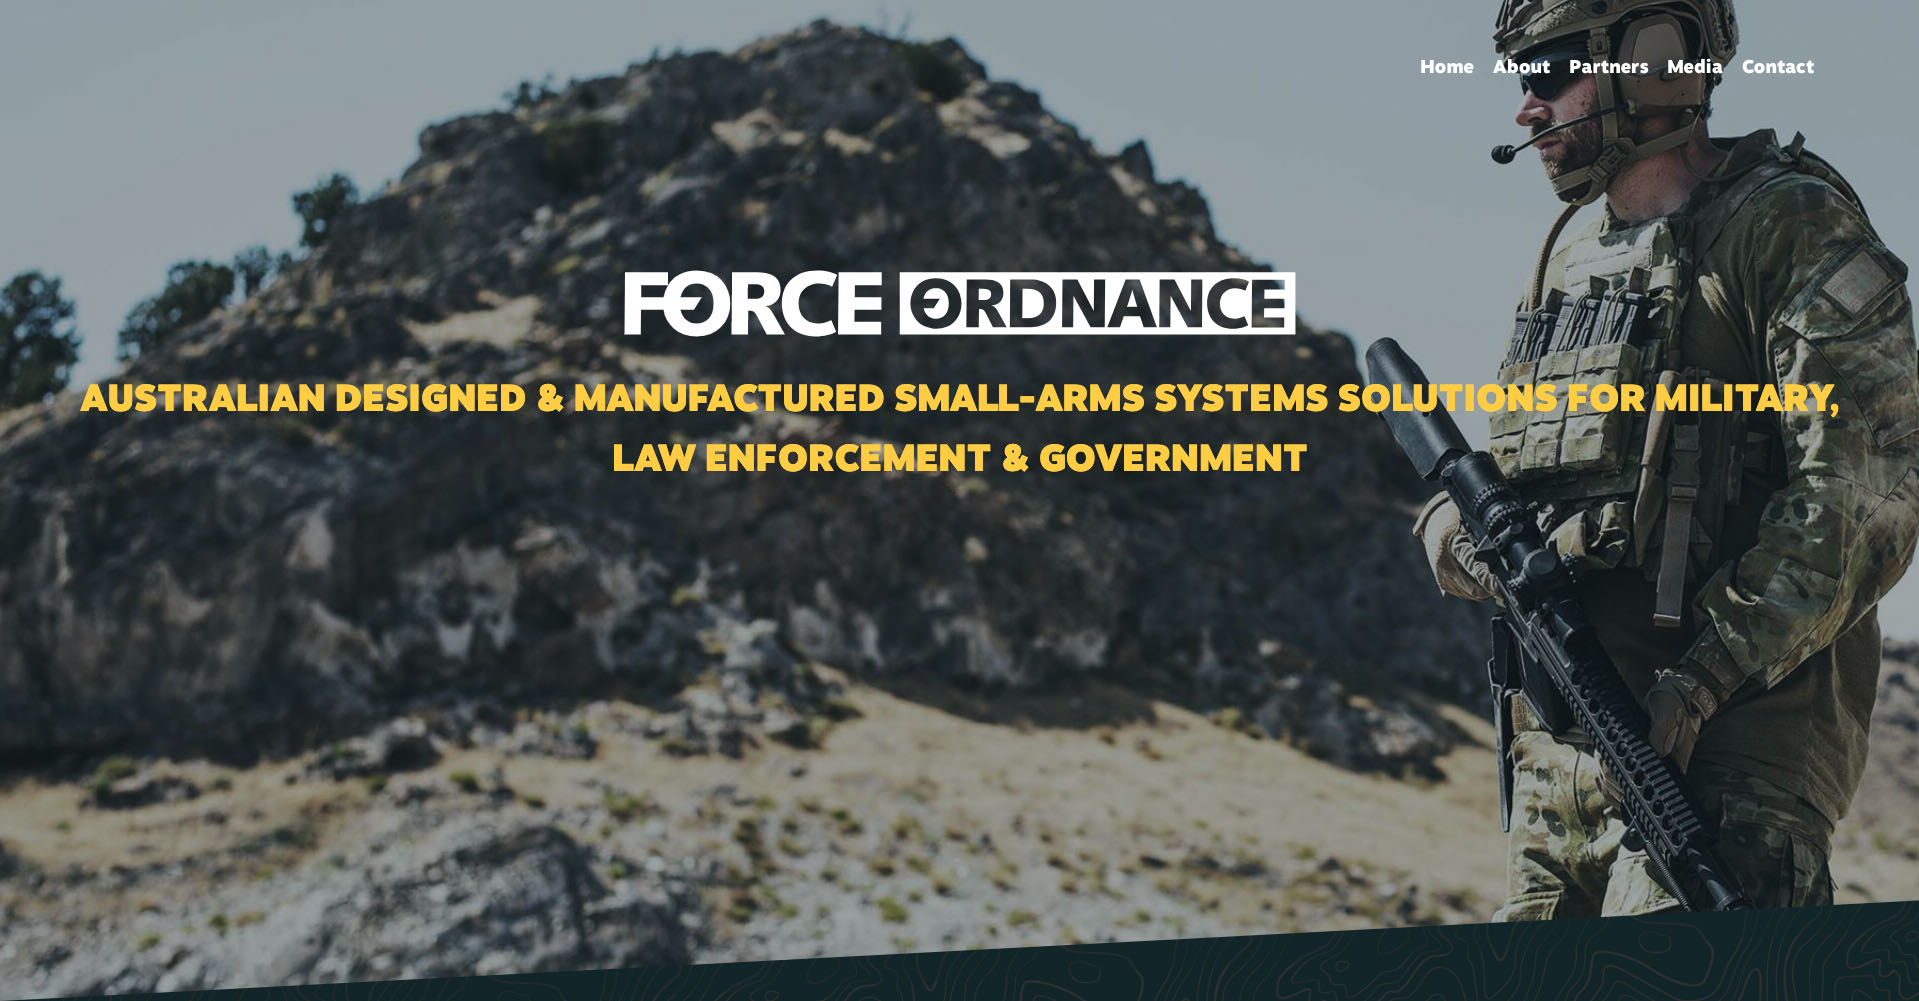 Home About Partners Media Contact
FORCE ORDNANCE
AUSTRALIAN DESIGNED & MANUFACTURED SMALL-ARMS SYSTEMS SOLUTIONS FOR MILITARY,
LAW ENFORCEMENT & GOVERNMENT